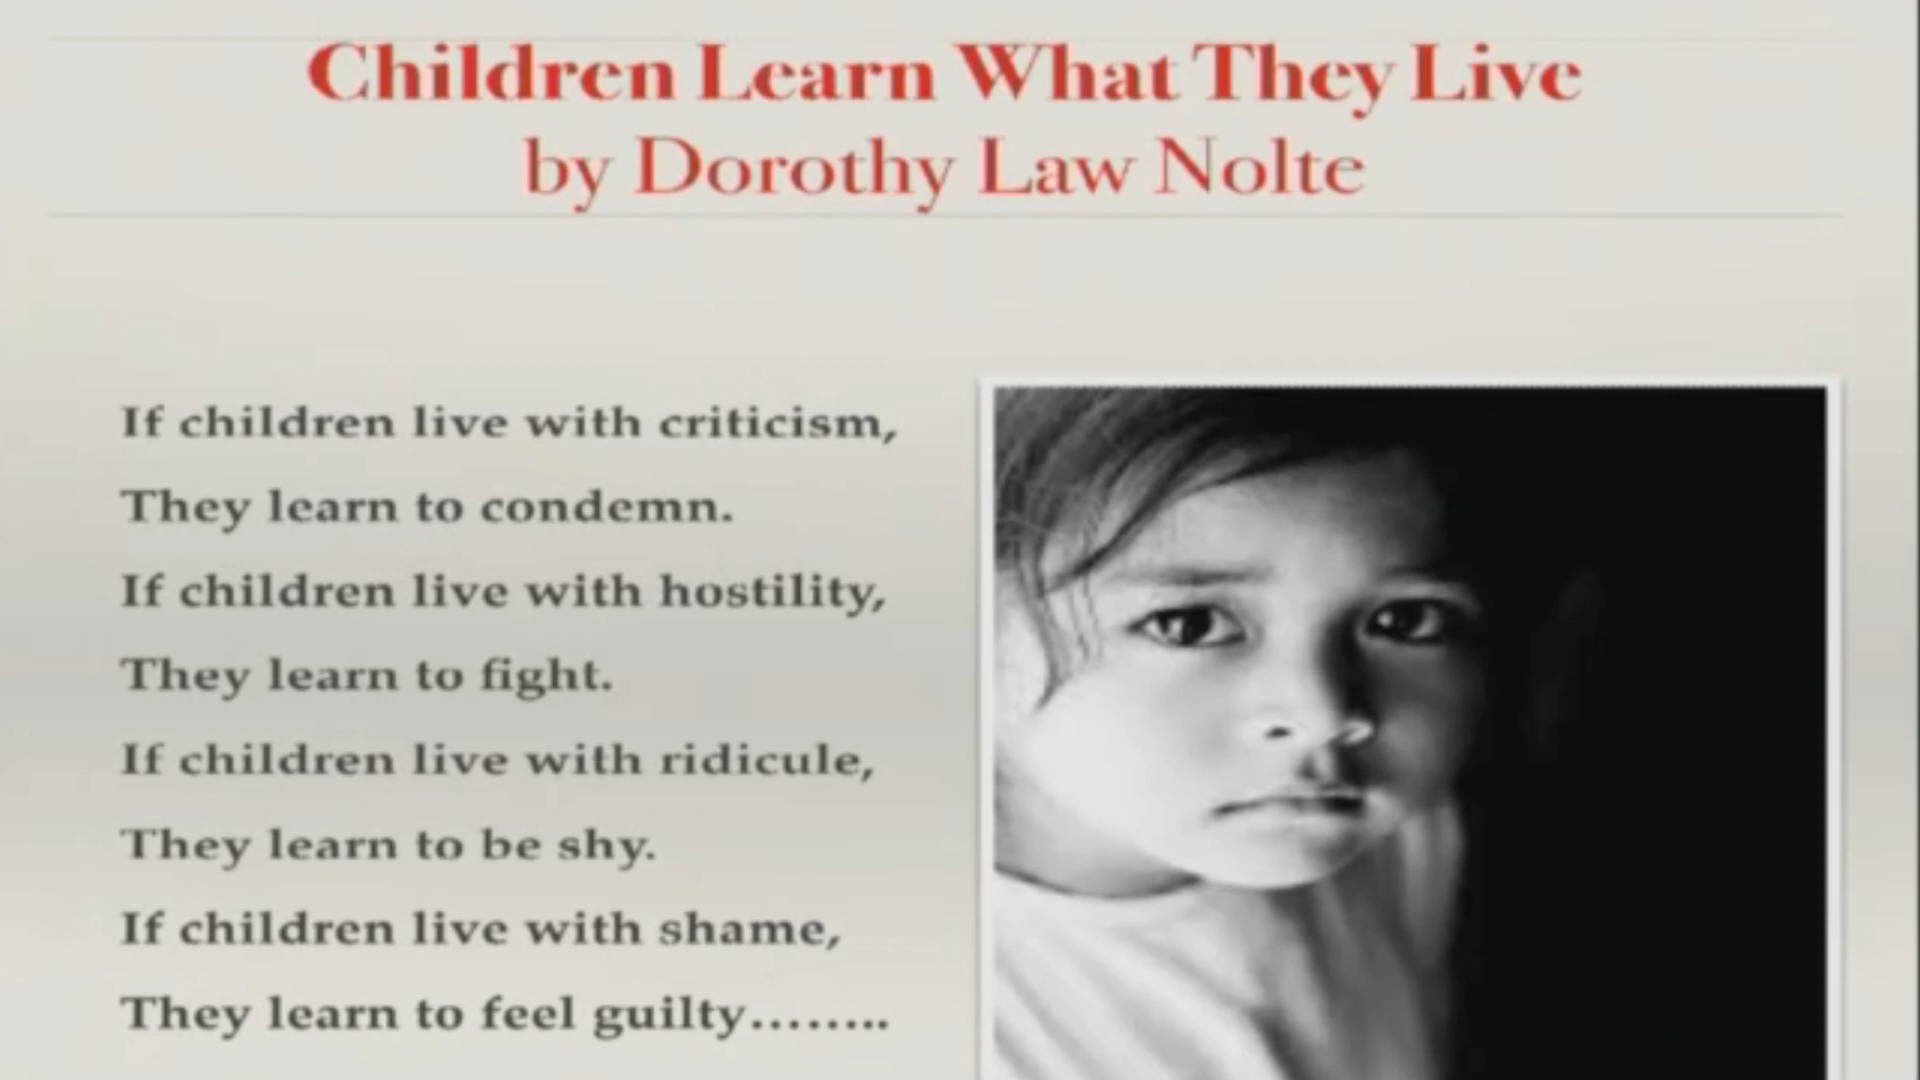 Children Learn What They Live
by Dorothy Law Nolte
If children live with criticism,
They learn to condemn.
If children live with hostility,
They learn to fight.
If children live with ridicule,
They learn to be shy.
If children live with shame,
They learn to feel guilty……..